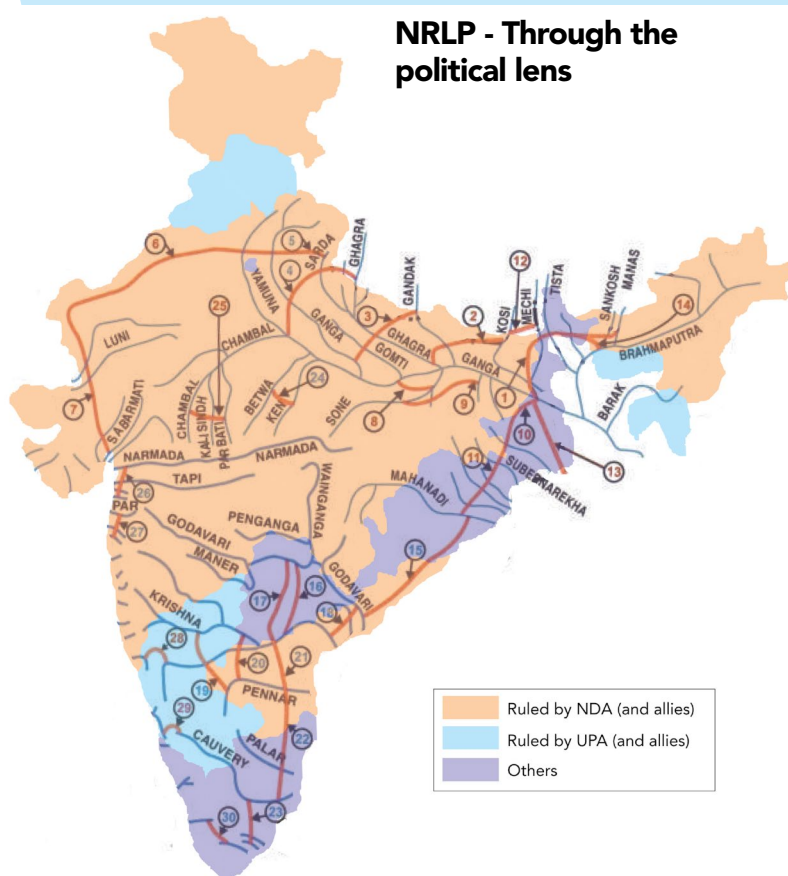 NRLP - Through the
political lens
6
5
SARDA
GHAGRA
4
YAMUNA
GANDAK
12
KOSI
MECHI
TISTA
SANKOSH
MANAS
14
25
3
2
GANGA
GHAGRA
GOMTI
GANGA
BRAHMAPUTRA
LUNI
CHAMBAL
7
SABARMATI
CHAMBAL
KALISINDH
PARBATI
BETWA
KEN
24
SONE
8
9
1
BARAK
10
13
NARMADA
NARMADA
11
SUBERNAREKHA
TAPI
WAINGANGA
MAHANADI
26
PAR
27
GODAVARI
PENGANGA
MANER
GODAVARI
15
17
16
18
KRISHNA
28
20
21
19
PENNAR
29
CAUVERY
PALAR
22
30
23
Ruled by NDA (and allies)
Ruled by UPA (and allies)
Others